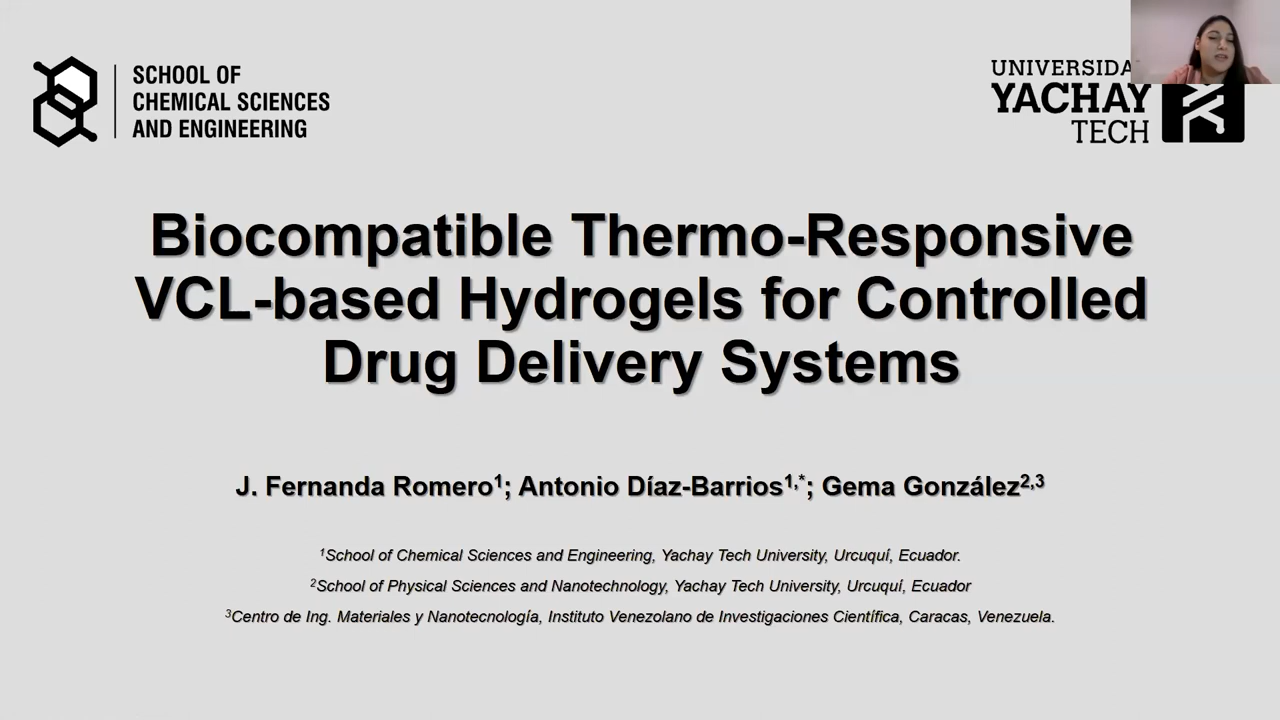 SCHOOL OF
CHEMICAL SCIENCES
AND ENGINEERING
UNIVERSIDA
YACHAY
TECH
Biocompatible Thermo-Responsive
VCL-based Hydrogels for Controlled
Drug Delivery Systems
J. Fernanda Romero¹; Antonio Díaz-Barrios¹,*; Gema González²,³
¹School of Chemical Sciences and Engineering, Yachay Tech University, Urcuquí, Ecuador.
²School of Physical Sciences and Nanotechnology, Yachay Tech University, Urcuquí, Ecuador
³Centro de Ing. Materiales y Nanotecnología, Instituto Venezolano de Investigaciones Científica, Caracas, Venezuela.